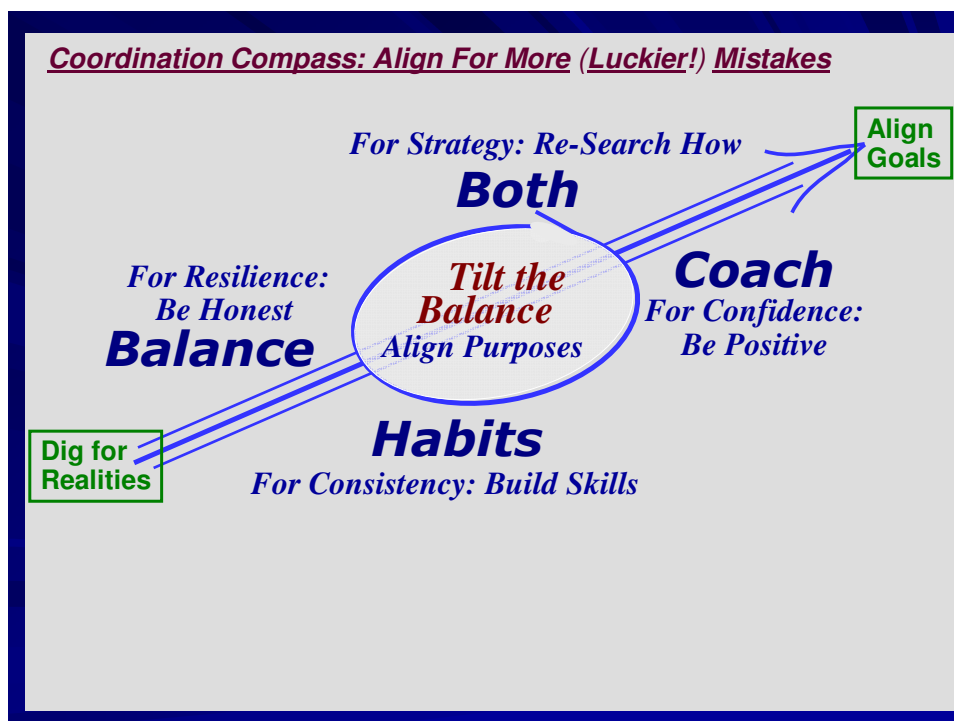 Coordination Compass: Align For More (Luckier!) Mistakes
Align
Goals
For Strategy: Re-Search How
Both
For Resilience:
Be Honest
Balance
Tilt the
Balance
Align Purposes
Coach
For Confidence:
Be Positive
Dig for
Realities
Habits
For Consistency: Build Skills